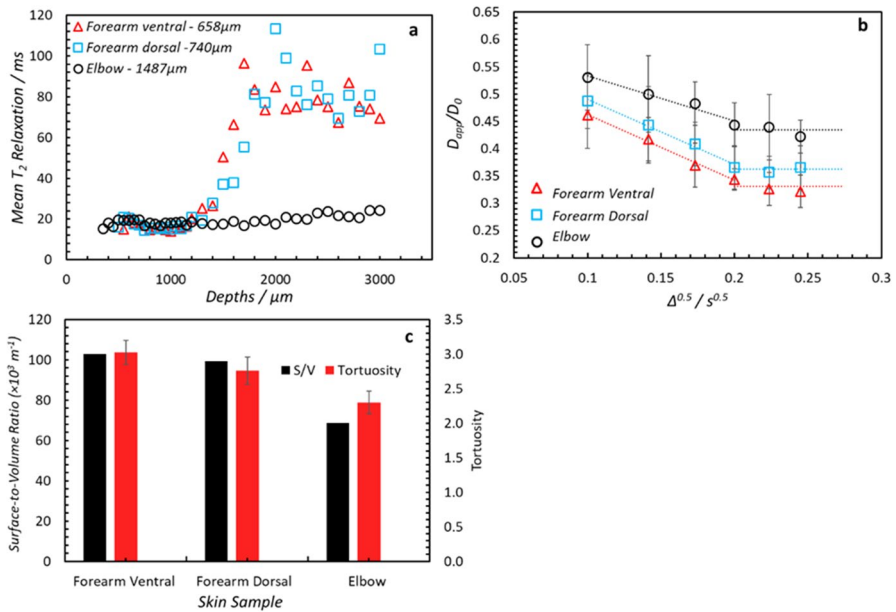 a
Forearm ventral - 658µm
Forearm dorsal -740µm
Elbow - 1487µm
Mean T2 Relaxation / ms
120
100
80
60
40
20
0
0 1000 2000 3000
Depths / µm
b
Dapp/D0
0.65
0.6
0.55
0.5
0.45
0.4
0.35
0.3
0.25
0.2
Forearm Ventral
Forearm Dorsal
Elbow
0.05 0.1 0.15 0.2 0.25 0.3
Δ0.5 / s0.5
c
Surface-to-Volume Ratio (×10³ m-1)
120
100
80
60
40
20
0
S/V Tortuosity
3.5
3.0
2.5
2.0
1.5
1.0
0.5
0.0
Tortuosity
Forearm Ventral Forearm Dorsal Elbow
Skin Sample